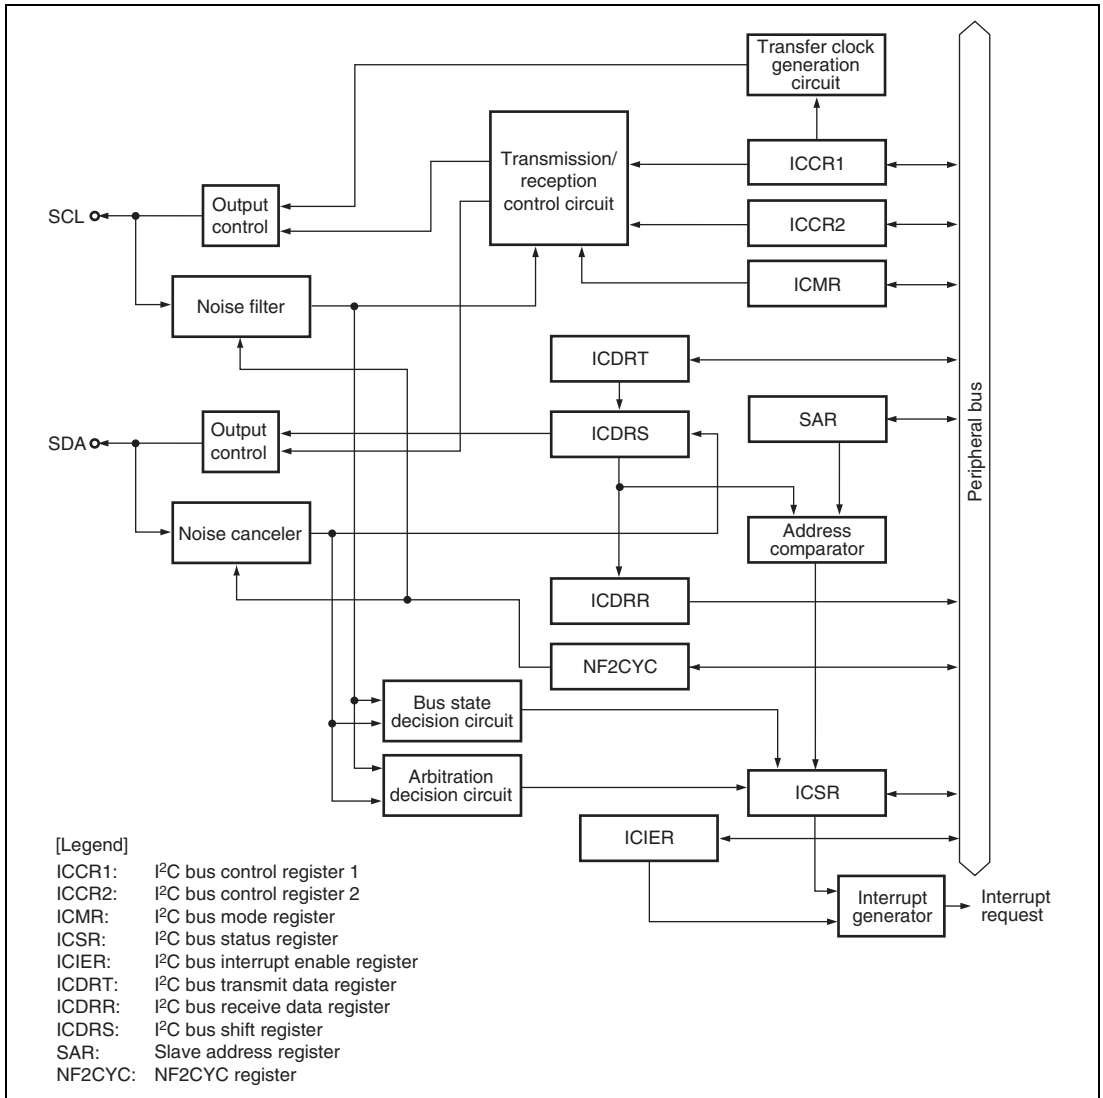 Transfer clock
generation
circuit
Transmission/
reception
control circuit
ICCR1
Output
control
SCL
ICCR2
ICMR
Noise filter
ICDRT
Peripheral bus
SAR
Output
control
ICDRS
SDA
Noise canceler
Address
comparator
ICDRR
NF2CYC
Bus state
decision circuit
Arbitration
decision circuit
ICSR
ICIER
Interrupt
generator
Interrupt
request
[Legend]
ICCR1: I2C bus control register 1
ICCR2: I2C bus control register 2
ICMR: I2C bus mode register
ICSR: I2C bus status register
ICIER: I2C bus interrupt enable register
ICDRT: I2C bus transmit data register
ICDRR: I2C bus receive data register
ICDRS: I2C bus shift register
SAR: Slave address register
NF2CYC: NF2CYC register